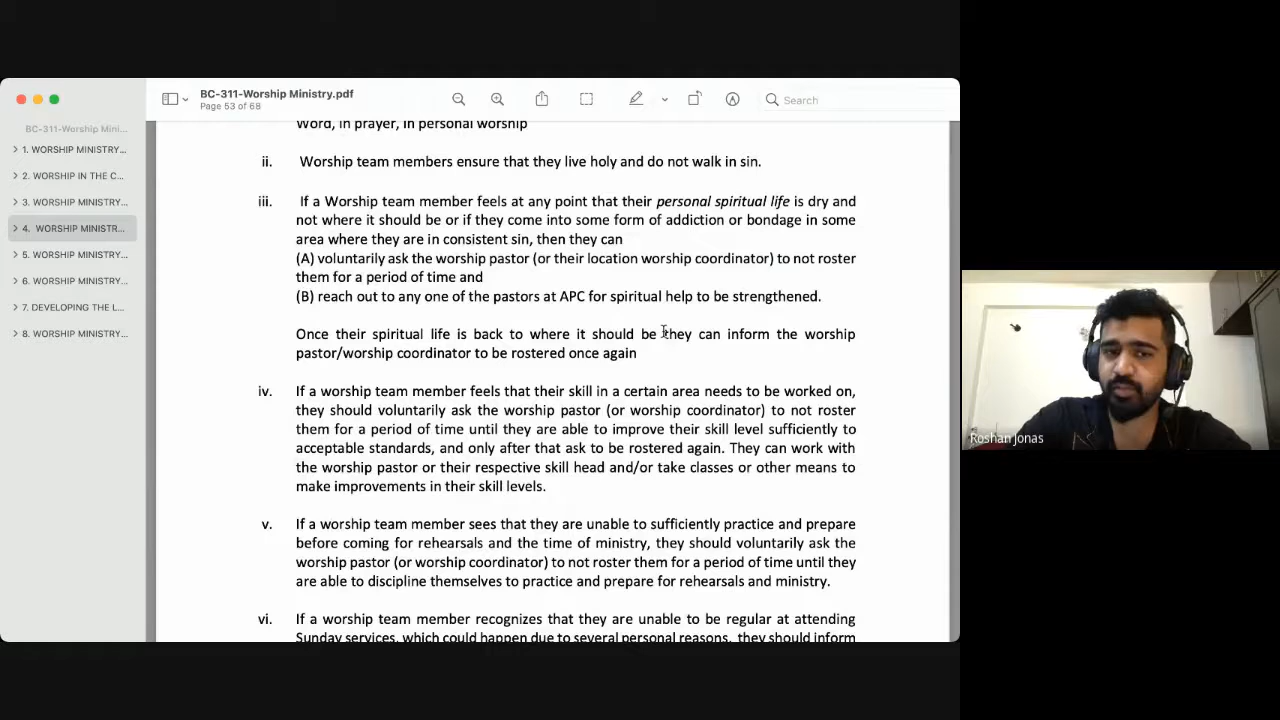 BC-311-Worship Ministry.pdf
Page 53 of 68
Search
BC-311-Worship Mini...
1. WORSHIP MINISTRY...
2. WORSHIP IN THE C...
3. WORSHIP MINISTRY...
4. WORSHIP MINISTR...
5. WORSHIP MINISTRY...
6. WORSHIP MINISTRY...
7. DEVELOPING THE L...
8. WORSHIP MINISTRY...
Word, in prayer, in personal worship
ii. Worship team members ensure that they live holy and do not walk in sin.
iii. If a Worship team member feels at any point that their personal spiritual life is dry and
not where it should be or if they come into some form of addiction or bondage in some
area where they are in consistent sin, then they can
(A) voluntarily ask the worship pastor (or their location worship coordinator) to not roster
them for a period of time and
(B) reach out to any one of the pastors at APC for spiritual help to be strengthened.
Once their spiritual life is back to where it should be they can inform the worship
pastor/worship coordinator to be rostered once again
iv. If a worship team member feels that their skill in a certain area needs to be worked on,
they should voluntarily ask the worship pastor (or worship coordinator) to not roster
them for a period of time until they are able to improve their skill level sufficiently to
acceptable standards, and only after that ask to be rostered again. They can work with
the worship pastor or their respective skill head and/or take classes or other means to
make improvements in their skill levels.
v. If a worship team member sees that they are unable to sufficiently practice and prepare
before coming for rehearsals and the time of ministry, they should voluntarily ask the
worship pastor (or worship coordinator) to not roster them for a period of time until they
are able to discipline themselves to practice and prepare for rehearsals and ministry.
vi. If a worship team member recognizes that they are unable to be regular at attending
Sunday services, which could happen due to several personal reasons, they should inform
Roshan Jonas